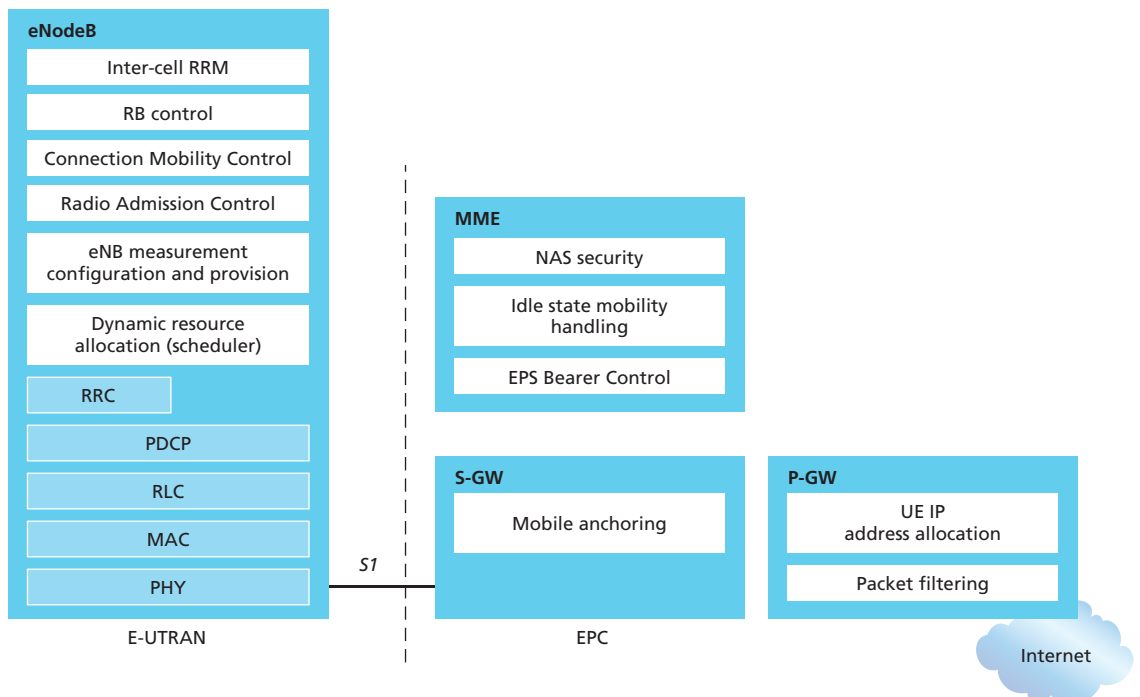 eNodeB
Inter-cell RRM
RB control
Connection Mobility Control
Radio Admission Control
eNB measurement
configuration and provision
Dynamic resource
allocation (scheduler)
RRC
PDCP
RLC
MAC
PHY
E-UTRAN
S1
MME
NAS security
Idle state mobility
handling
EPS Bearer Control
S-GW
Mobile anchoring
EPC
P-GW
UE IP
address allocation
Packet filtering
Internet